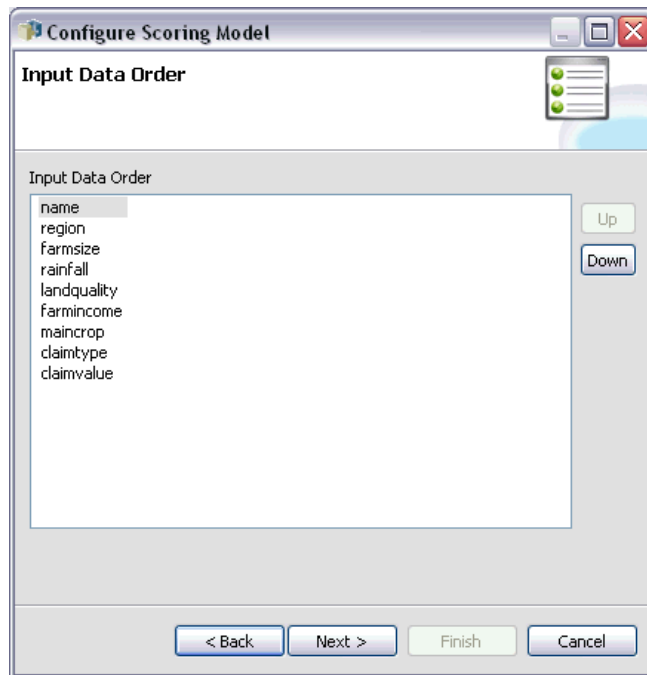 Configure Scoring Model
Input Data Order
Input Data Order
name
region
farmsize
rainfall
landquality
farmincome
maincrop
claimtype
claimvalue
Up
Down
< Back
Next >
Finish
Cancel